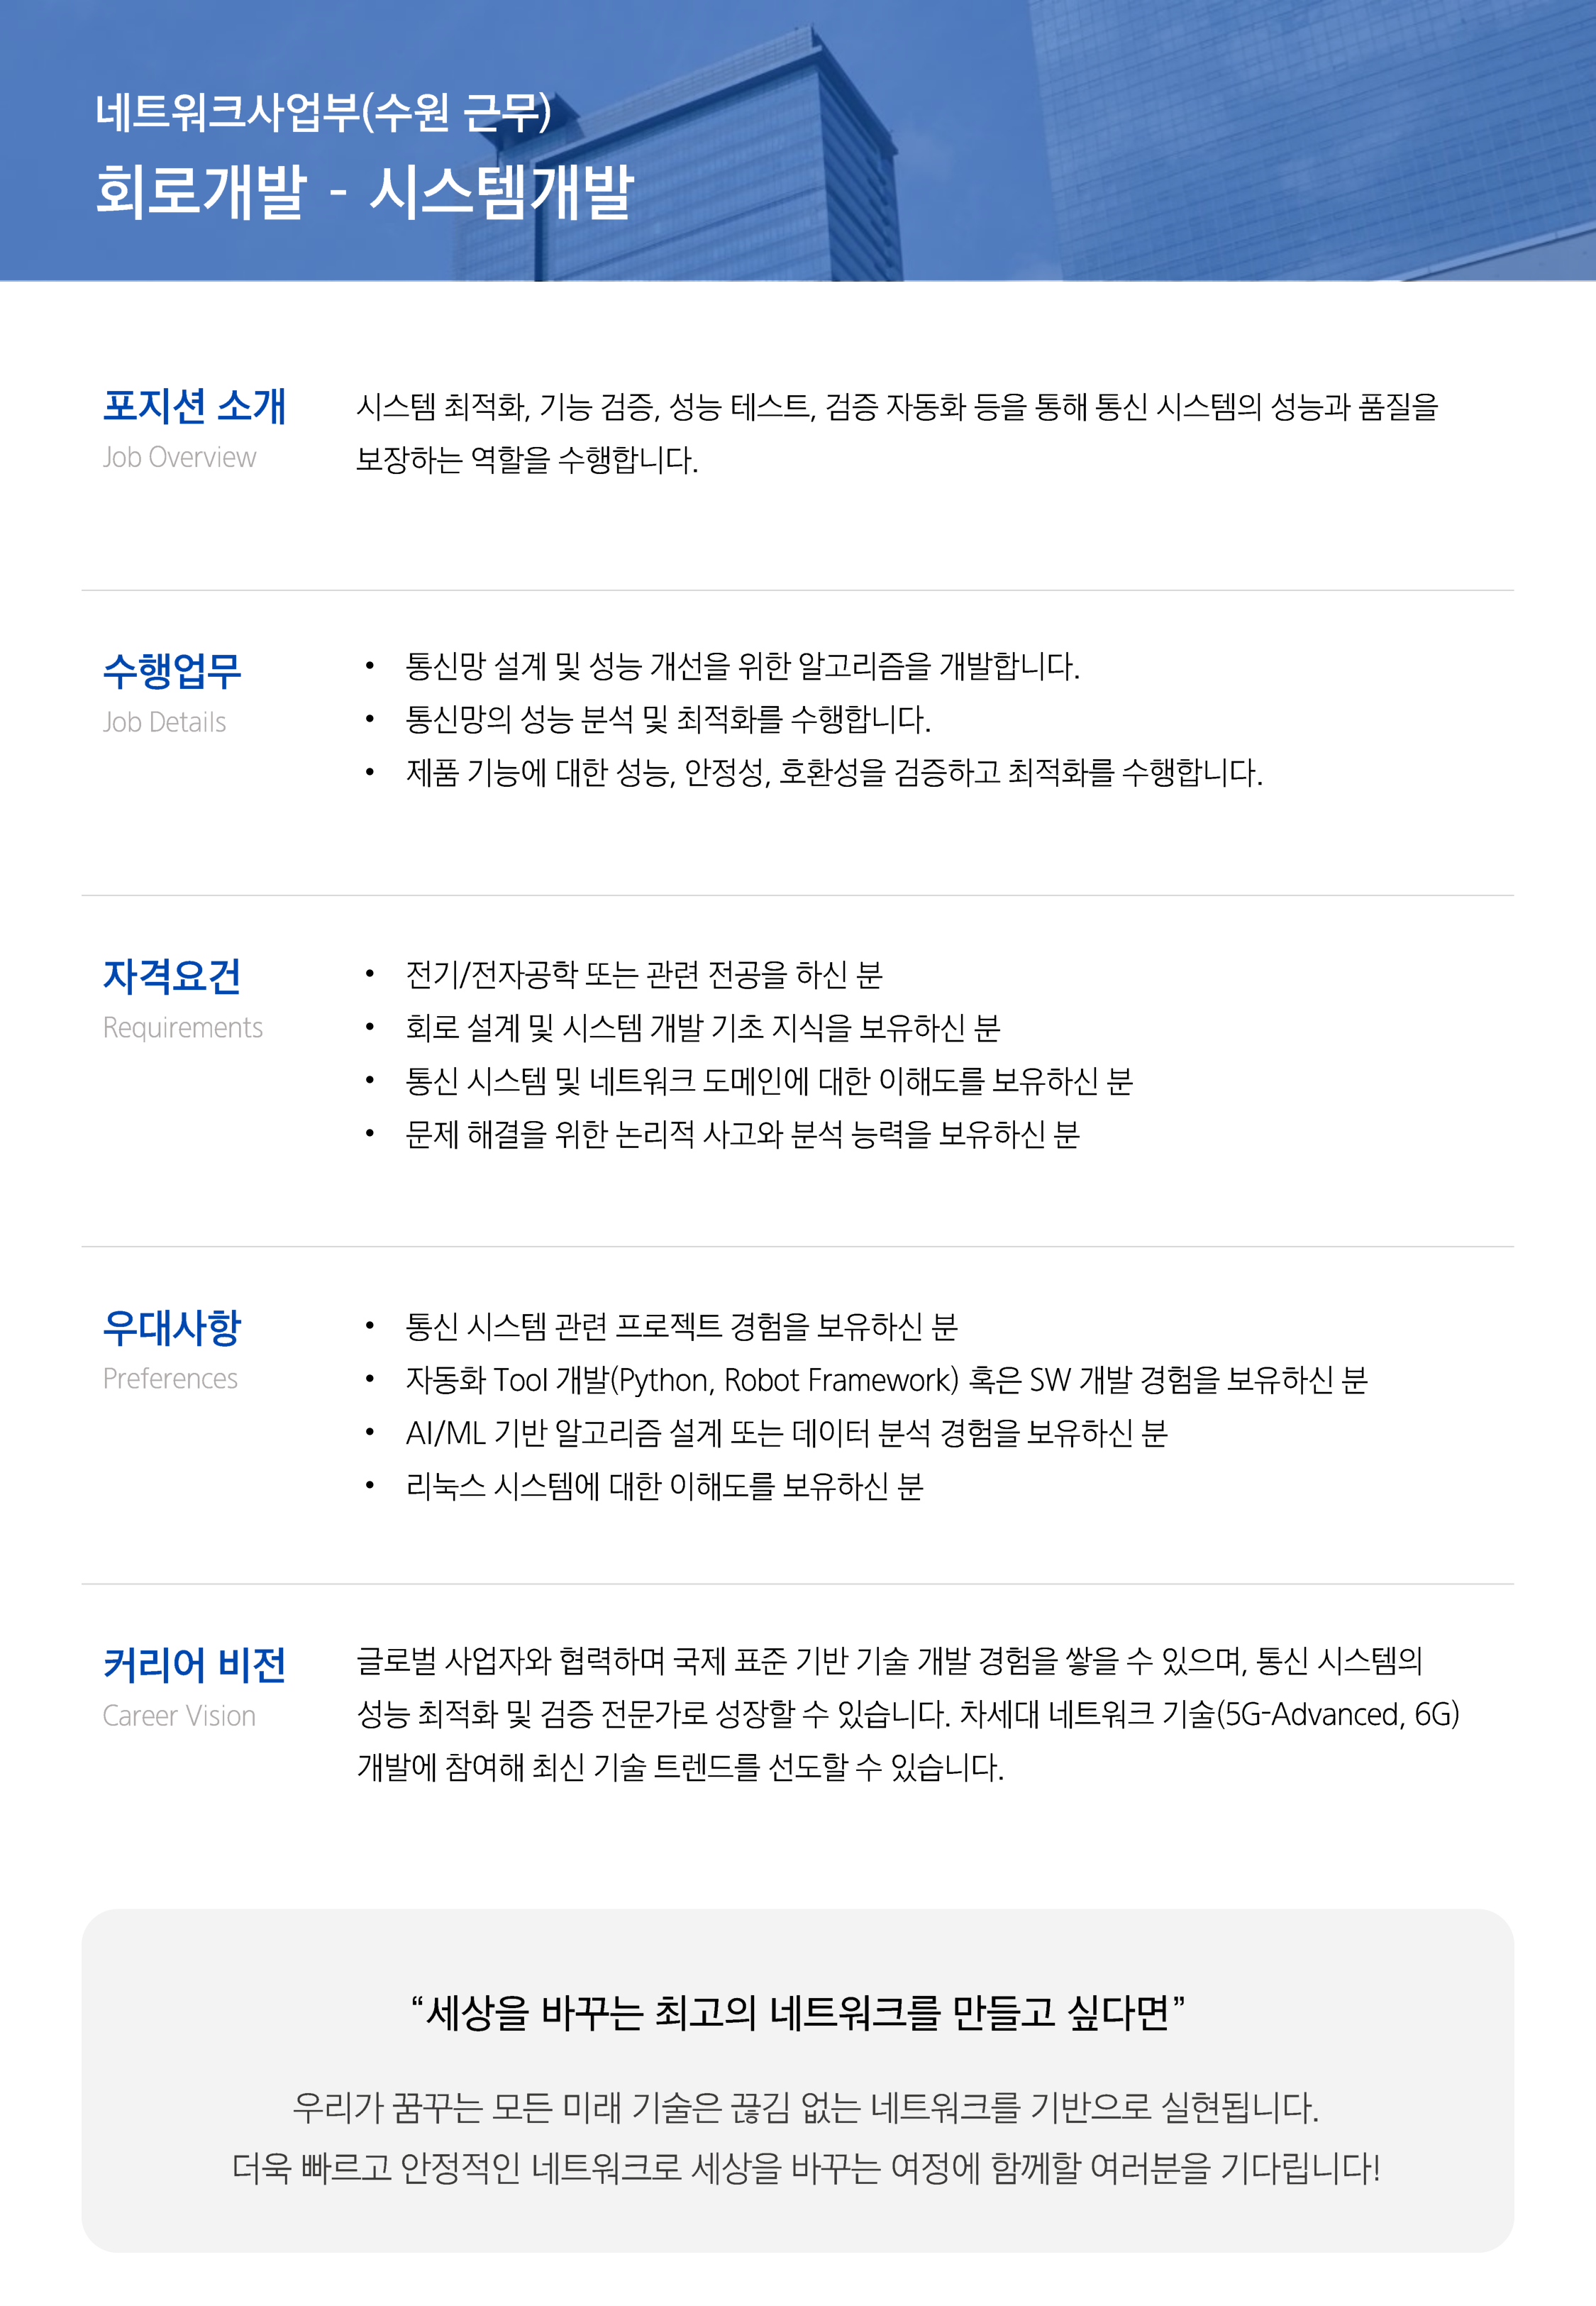 네트워크사업부(수원 근무)
회로개발 - 시스템개발
포지션 소개
Job Overview
시스템 최적화, 기능 검증, 성능 테스트, 검증 자동화 등을 통해 통신 시스템의 성능과 품질을
보장하는 역할을 수행합니다.
수행업무
Job Details
• 통신망 설계 및 성능 개선을 위한 알고리즘을 개발합니다.
• 통신망의 성능 분석 및 최적화를 수행합니다.
• 제품 기능에 대한 성능, 안정성, 호환성을 검증하고 최적화를 수행합니다.
자격요건
Requirements
• 전기/전자공학 또는 관련 전공을 하신 분
• 회로 설계 및 시스템 개발 기초 지식을 보유하신 분
• 통신 시스템 및 네트워크 도메인에 대한 이해도를 보유하신 분
• 문제 해결을 위한 논리적 사고와 분석 능력을 보유하신 분
우대사항
Preferences
• 통신 시스템 관련 프로젝트 경험을 보유하신 분
• 자동화 Tool 개발(Python, Robot Framework) 혹은 SW 개발 경험을 보유하신 분
• AI/ML 기반 알고리즘 설계 또는 데이터 분석 경험을 보유하신 분
• 리눅스 시스템에 대한 이해도를 보유하신 분
커리어 비전
Career Vision
글로벌 사업자와 협력하며 국제 표준 기반 기술 개발 경험을 쌓을 수 있으며, 통신 시스템의
성능 최적화 및 검증 전문가로 성장할 수 있습니다. 차세대 네트워크 기술(5G-Advanced, 6G)
개발에 참여해 최신 기술 트렌드를 선도할 수 있습니다.
“세상을 바꾸는 최고의 네트워크를 만들고 싶다면”
우리가 꿈꾸는 모든 미래 기술은 끊김 없는 네트워크를 기반으로 실현됩니다.
더욱 빠르고 안정적인 네트워크로 세상을 바꾸는 여정에 함께할 여러분을 기다립니다!